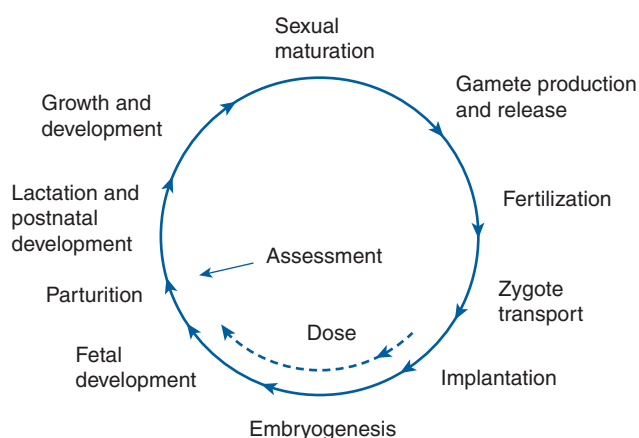 Sexual
maturation
Gamete production
and release
Growth and
development
Fertilization
Lactation and
postnatal
development
Assessment
Parturition
Zygote
transport
Dose
Fetal
development
Implantation
Embryogenesis